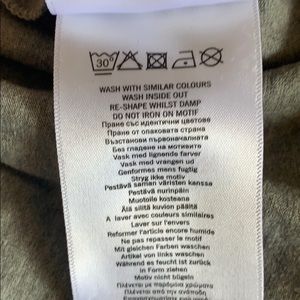 30°
WASH WITH SIMILAR COLOURS
WASH INSIDE OUT
RE-SHAPE WHILST DAMP
DO NOT IRON ON MOTIF
Пране със идентични цветове
Пране от опаковата страна
Възстанови първоначалната
Без гладене на мотивите
Vask med lignende farver
Vask med vrangen ud
Genformes mens fugtig
Stryg ikke motiv
Pestävä saman väristen kanssa
Pestävä nurinpäin
Muotoile kosteana
Älä silitä kuvion päältä
A laver avec couleurs similaires
Laver sur l'envers
Reformer l'article encore humide
Ne pas repasser le motif
Mit gleichen Farben waschen
Artikel von links waschen
Während es feucht ist zurück
in Form ziehen
Motiv nicht bügeln
Πλένεται με παρόμοια χρώματα
Πλένεται από την ανάποδη